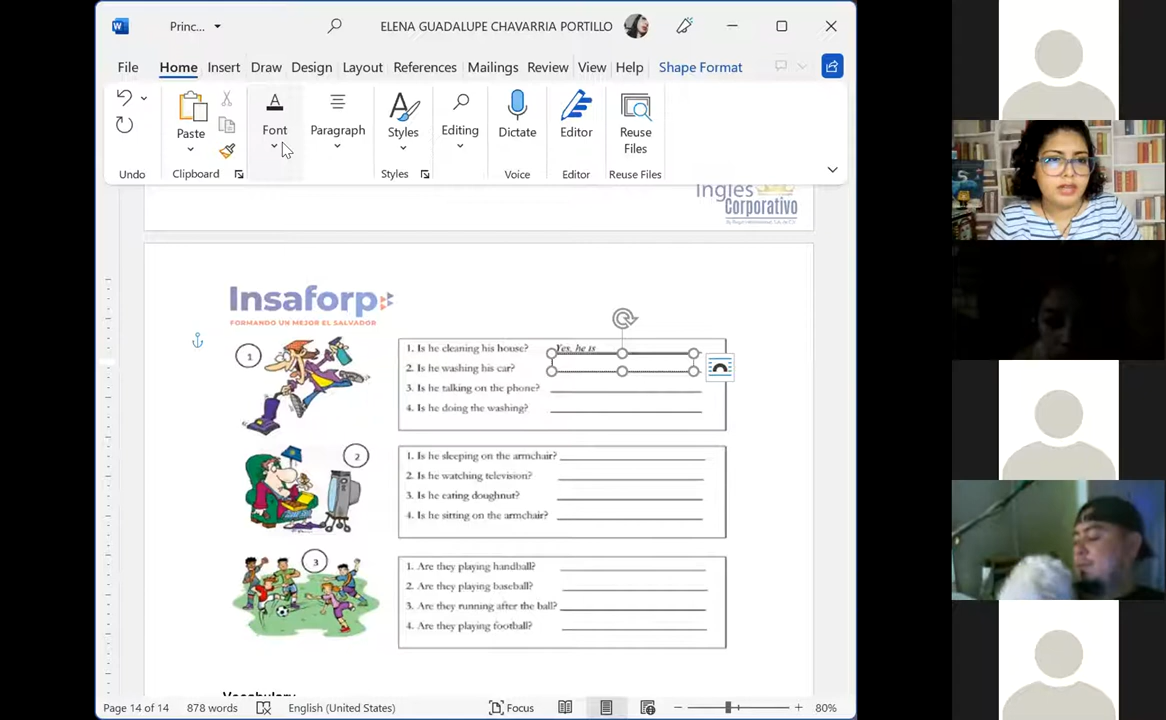 Princ...
ELENA GUADALUPE CHAVARRIA PORTILLO
File Home Insert Draw Design Layout References Mailings Review View Help Shape Format
Paste
Font
Paragraph
Styles
Editing
Dictate
Editor
Reuse
Files
Undo
Clipboard
Styles
Voice
Editor
Reuse Files
Ingles
Corporativo
Insaforp
FORMANDO UN MEJOR EL SALVADOR
1
1. Is he cleaning his house? Yes, he is
2. Is he washing his car?
3. Is he talking on the phone?
4. Is he doing the washing?
2
1. Is he sleeping on the armchair?
2. Is he watching television?
3. Is he eating doughnut?
4. Is he sitting on the armchair?
3
1. Are they playing handball?
2. Are they playing baseball?
3. Are they running after the ball?
4. Are they playing football?
Vocabulary
Page 14 of 14 878 words English (United States) Focus 80%